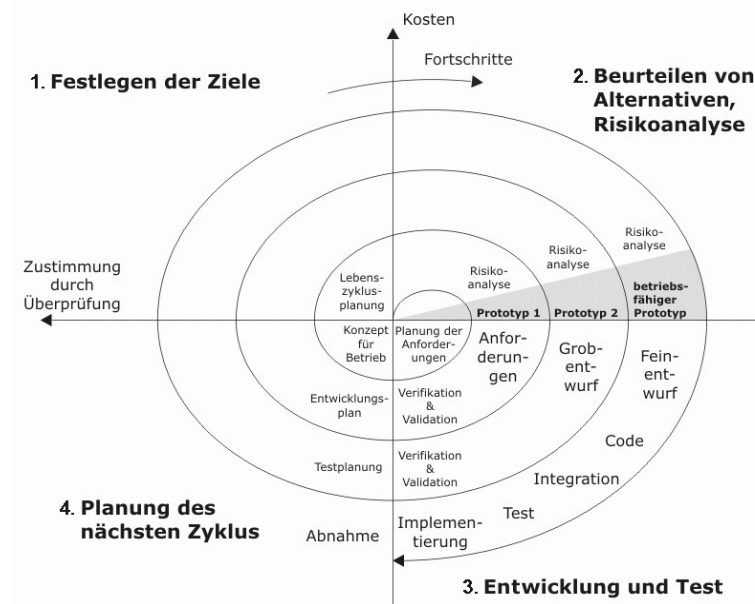 Kosten
Fortschritte
1. Festlegen der Ziele
2. Beurteilen von
Alternativen,
Risikoanalyse
Zustimmung
durch
Überprüfung
Risiko-
analyse
Risiko-
analyse
Risiko-
analyse
Lebens-
zyklus-
planung
betriebs-
fähiger
Prototyp
Prototyp 1
Prototyp 2
Konzept
für
Betrieb
Planung der
Anforder-
ungen
Anfor-
derun-
gen
Grob-
ent-
wurf
Fein-
ent-
wurf
Entwicklungs-
plan
Verifikation
&
Validation
Code
Testplanung
Verifikation
&
Validation
Integration
Test
4. Planung des
nächsten Zyklus
Abnahme
Implemen-
tierung
3. Entwicklung und Test